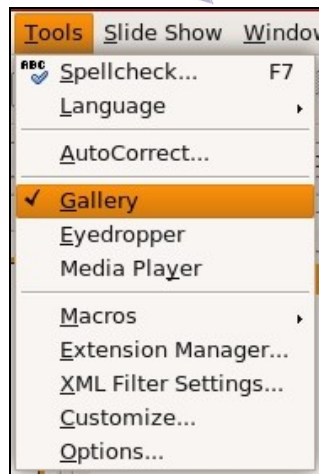 Tools Slide Show Window
ABC Spellcheck... F7
Language
AutoCorrect...
Gallery
Eyedropper
Media Player
Macros
Extension Manager...
XML Filter Settings...
Customize...
Options...